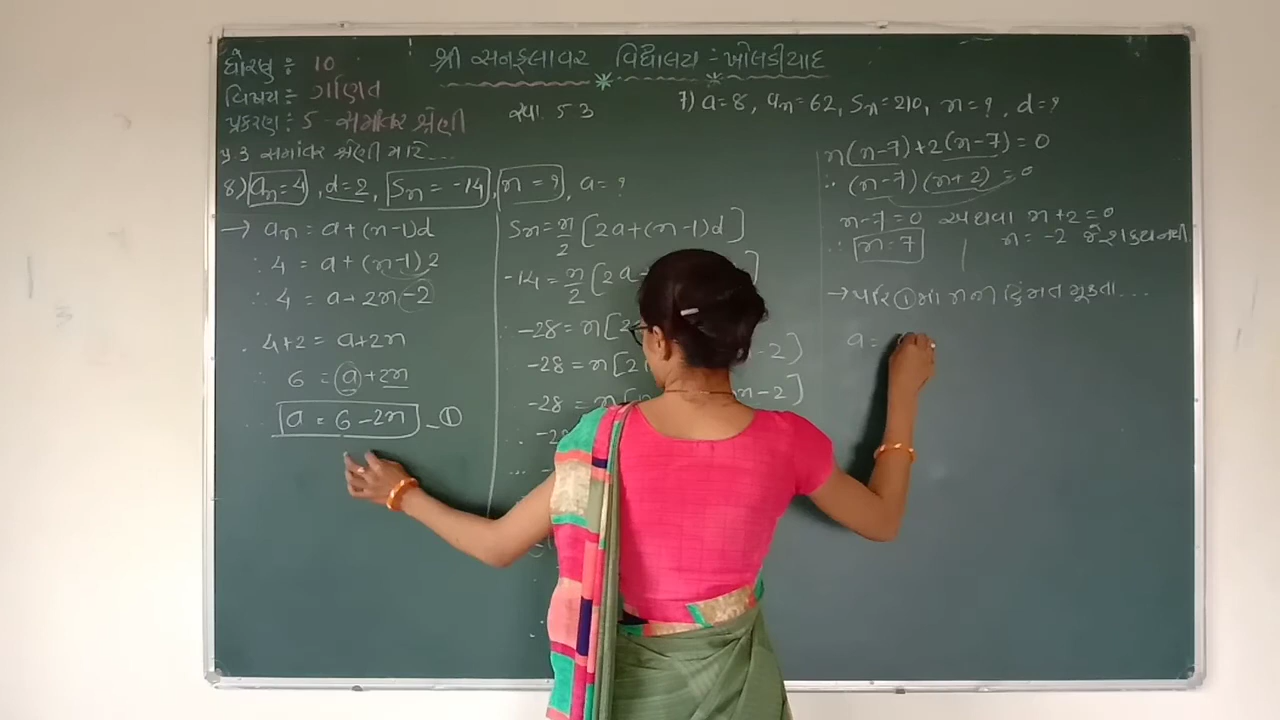 ધોરણ : 10
શ્રી સનફ્લાવર વિદ્યાલય - ખોલડીયાદ
વિષય : ગણિત
પ્રકરણ : 5 - સમાંતર શ્રેણી
સ્વા. 5.3
7) a = 8, an = 62, Sn = 210, n = ?, d = ?
પ્ર 3 સમાંતર શ્રેણી માટે...
8) an = 4, d = 2, Sn = -14, n = ?, a = ?
→ an = a + (n-1)d
∴ 4 = a + (n-1)2
∴ 4 = a + 2n - 2
∴ 4+2 = a+2n
∴ 6 = a + 2n
a = 6 - 2n - ①
Sn = n/2 [2a + (n-1)d]
-14 = n/2 [2a
-28 = n[2
-28 = n[2 -2)]
-28 = n n-2]
∴ -28
n(n-7)+2(n-7)=0
∴ (n-7)(n+2) = 0
n-7=0 અથવા n+2=0
∴ n=7
n = -2 જે શક્ય નથી
→ પરિ ① માં n ની કિંમત મૂકતા...
a =